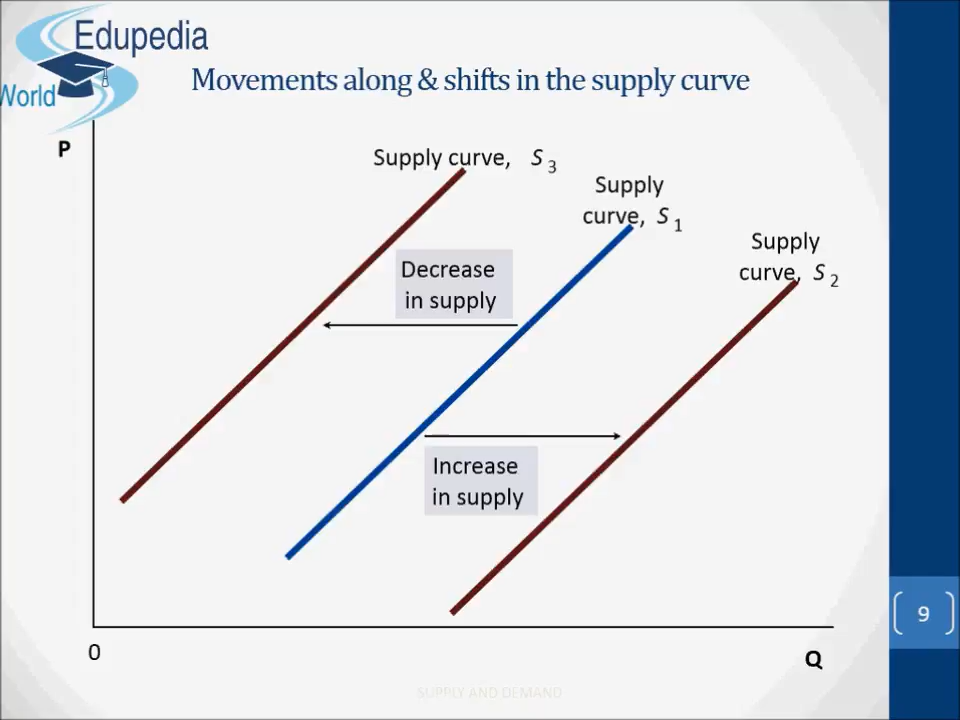 Edupedia
World
Movements along & shifts in the supply curve
P
Supply curve, S 3
Supply
curve, S 1
Supply
curve, S 2
Decrease
in supply
Increase
in supply
9
0
Q
SUPPLY AND DEMAND